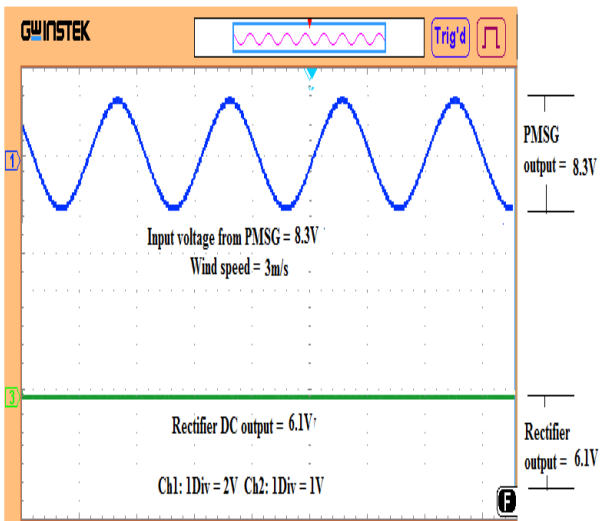 GWINSTEK
Trig'd
1
PMSG
output = 8.3V
Input voltage from PMSG = 8.3V
Wind speed = 3m/s
3
Rectifier DC output = 6.1V
Rectifier
output = 6.1V
Ch1: 1Div = 2V Ch2: 1Div = 1V
F